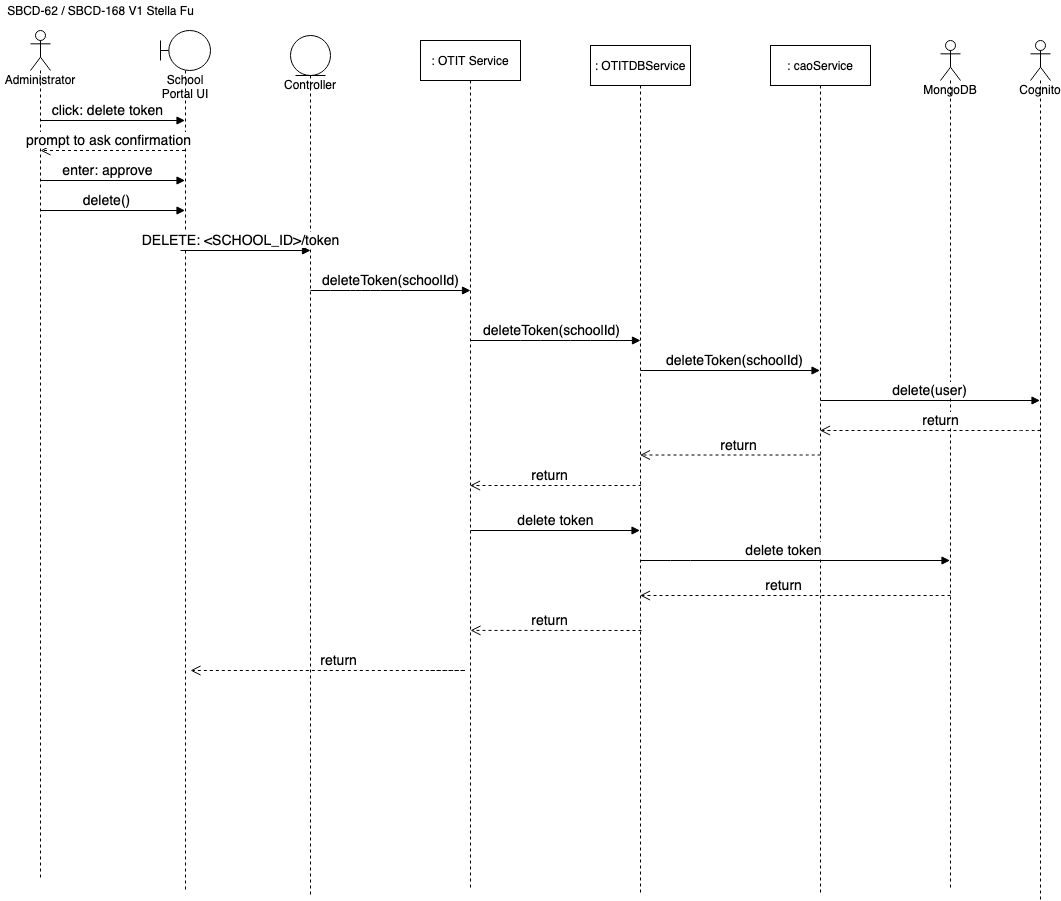 SBCD-62 / SBCD-168 V1 Stella Fu
Administrator
School
Portal UI
Controller
: OTIT Service
: OTITDBService
: caoService
MongoDB
Cognito
click: delete token
prompt to ask confirmation
enter: approve
delete()
DELETE: <SCHOOL_ID>/token
deleteToken(schoolId)
deleteToken(schoolId)
deleteToken(schoolId)
delete(user)
return
return
return
delete token
delete token
return
return
return